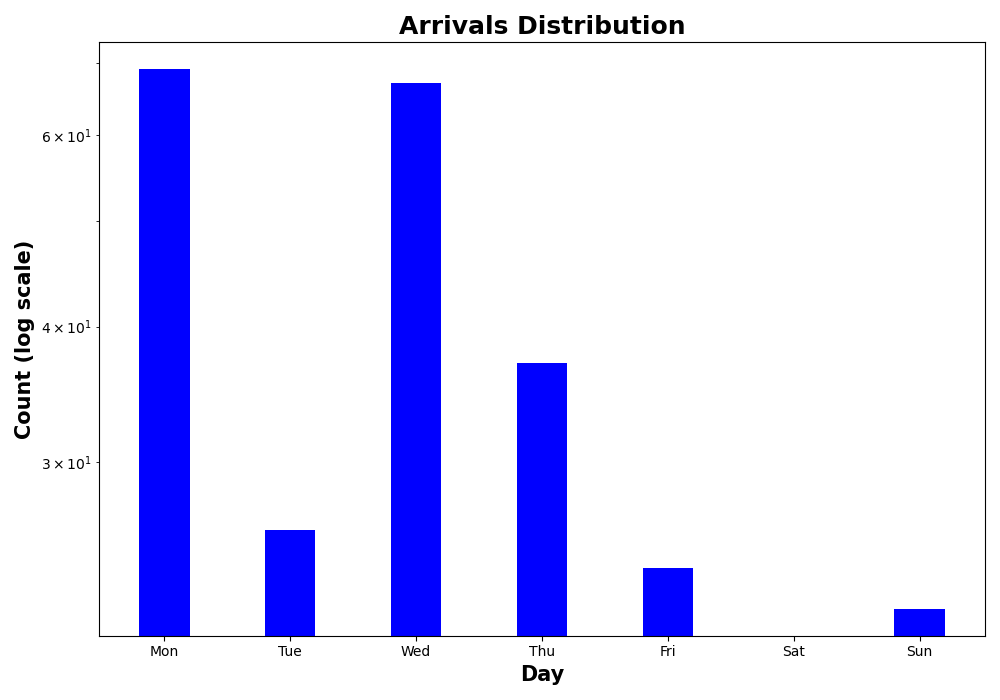 Arrivals Distribution
Count (log scale)
6 × 10¹
4 × 10¹
3 × 10¹
Mon Tue Wed Thu Fri Sat Sun
Day